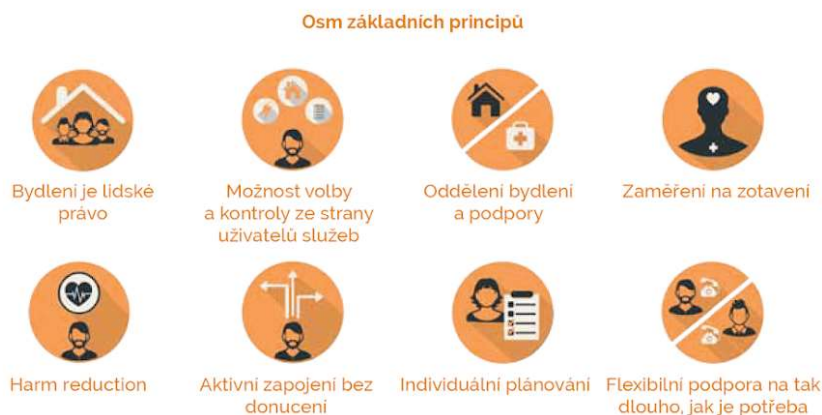 Osm základních principů
Bydlení je lidské
právo
Možnost volby
a kontroly ze strany
uživatelů služeb
Oddělení bydlení
a podpory
Zaměření na zotavení
Harm reduction
Aktivní zapojení bez
donucení
Individuální plánování
Flexibilní podpora na tak
dlouho, jak je potřeba